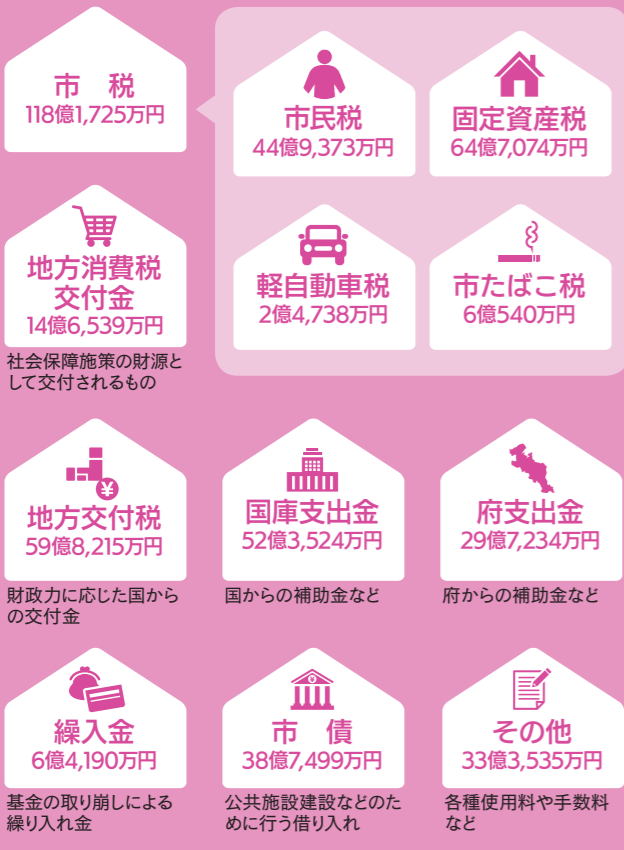 市　税
118億1,725万円
市民税
44億9,373万円
固定資産税
64億7,074万円
軽自動車税
2億4,738万円
市たばこ税
6億540万円
地方消費税
交付金
14億6,539万円
社会保障施策の財源と
して交付されるもの
¥
地方交付税
59億8,215万円
財政力に応じた国から
の交付金
国庫支出金
52億3,524万円
国からの補助金など
府支出金
29億7,234万円
府からの補助金など
繰入金
6億4,190万円
基金の取り崩しによる
繰り入れ金
¥
市　債
38億7,499万円
公共施設建設などのた
めに行う借り入れ
その他
33億3,535万円
各種使用料や手数料
など